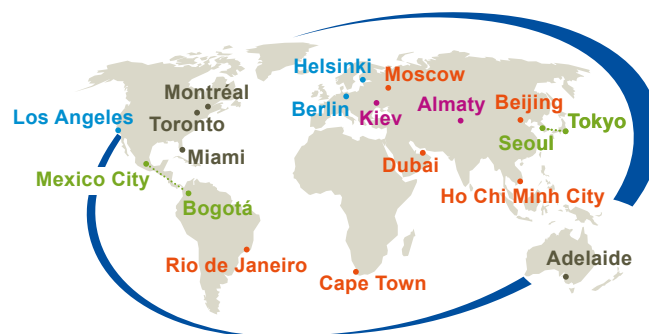 Helsinki
Moscow
Montréal
Berlin
Kiev
Almaty
Beijing
Los Angeles
Toronto
Tokyo
Seoul
Miami
Dubai
Mexico City
Bogotá
Ho Chi Minh City
Rio de Janeiro
Cape Town
Adelaide